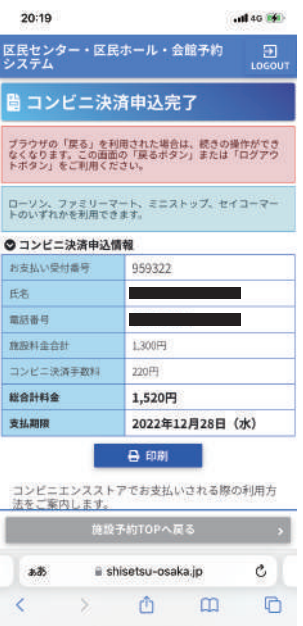 20:19
4G
区民センター・区民ホール・会館予約
システム
LOGOUT
コンビニ決済申込完了
ブラウザの「戻る」を利用された場合は、続きの操作ができ
なくなります。この画面の「戻るボタン」または「ログアウ
トボタン」をご利用ください。
ローソン、ファミリーマート、ミニストップ、セイコーマー
トのいずれかを利用できます。
コンビニ決済申込情報
お支払い受付番号 959322
氏名
電話番号
施設料金合計 1,300円
コンビニ決済手数料 220円
総合計料金 1,520円
支払期限 2022年12月28日（水）
印刷
コンビニエンスストアでお支払いされる際の利用方
法をご案内します。
施設予約TOPへ戻る
ぁあ shisetsu-osaka.jp